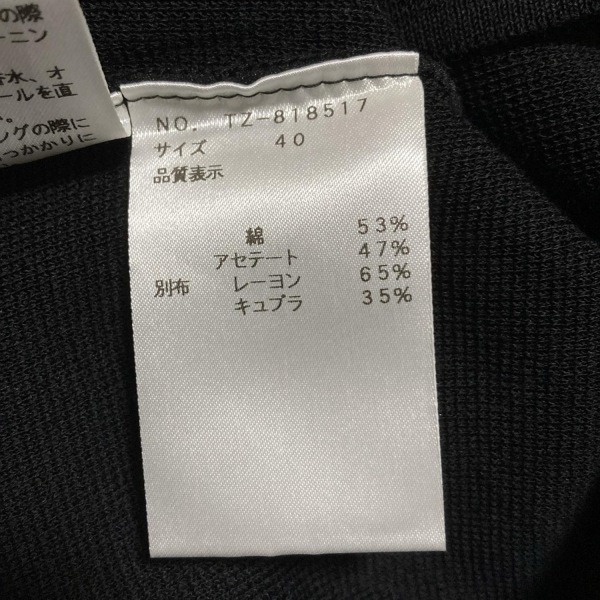 の際
ーニン
香水、オ
ールを直
ングの際に
っかかりに
NO. TZ-818517
サイズ 40
品質表示
綿 53%
アセテート 47%
別布 レーヨン 65%
キュプラ 35%